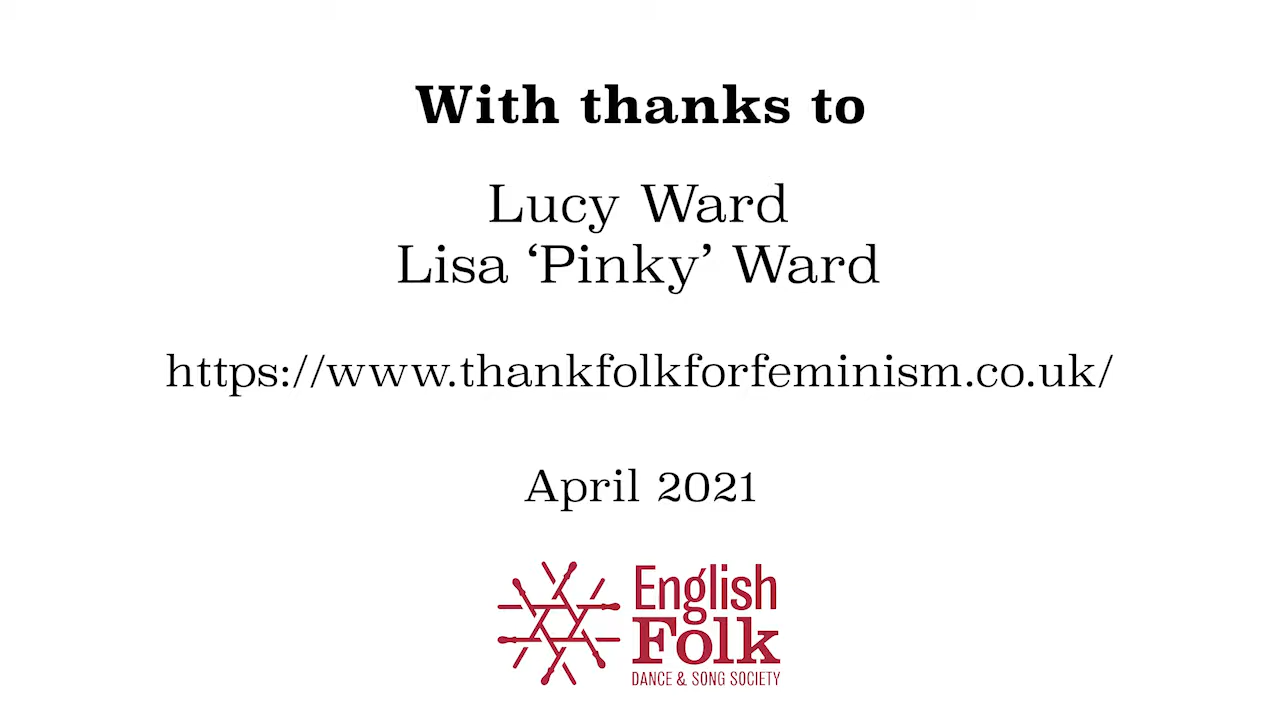 With thanks to
Lucy Ward
Lisa ‘Pinky’ Ward
https://www.thankfolkforfeminism.co.uk/
April 2021
English
Folk
DANCE & SONG SOCIETY